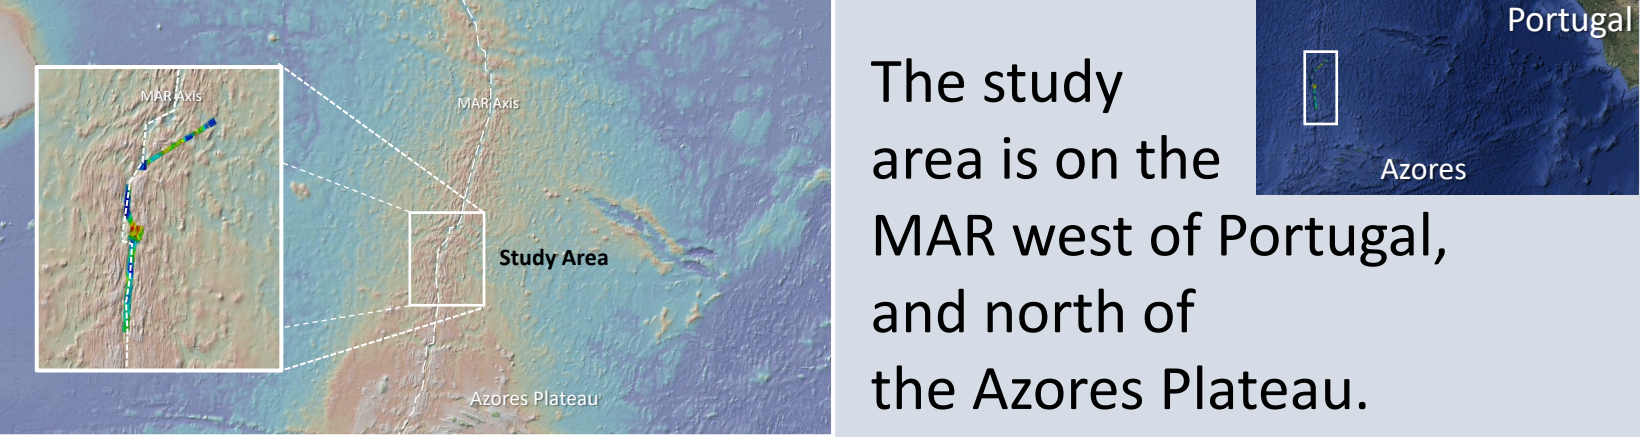 MAR Axis
MAR Axis
Study Area
Azores Plateau
The study
area is on the
MAR west of Portugal,
and north of
the Azores Plateau.
Portugal
Azores